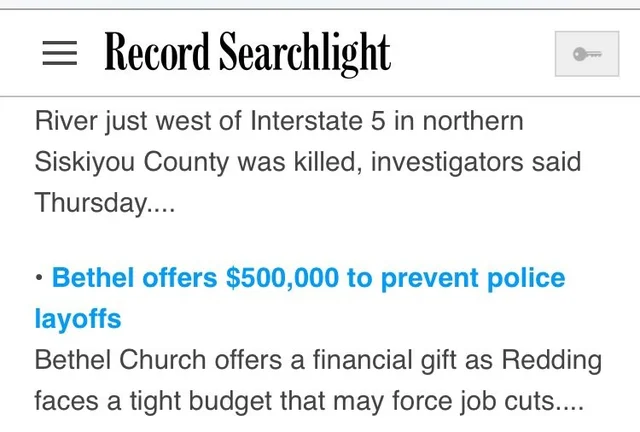 Record Searchlight
River just west of Interstate 5 in northern
Siskiyou County was killed, investigators said
Thursday....
• Bethel offers $500,000 to prevent police
layoffs
Bethel Church offers a financial gift as Redding
faces a tight budget that may force job cuts....